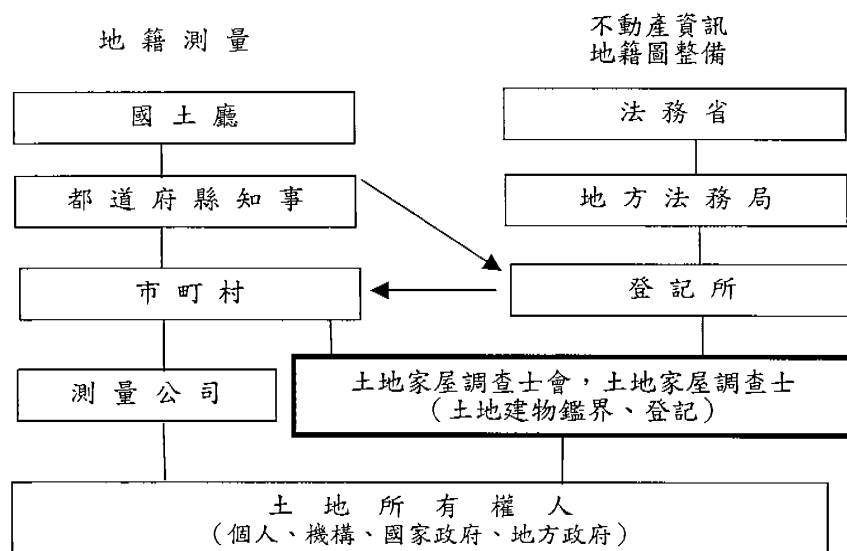 地籍測量
不動產資訊
地籍圖整備
國土廳
法務省
都道府縣知事
地方法務局
市町村
登記所
測量公司
土地家屋調查士會,土地家屋調查士
(土地建物鑑界、登記)
土地所有權人
(個人、機構、國家政府、地方政府)